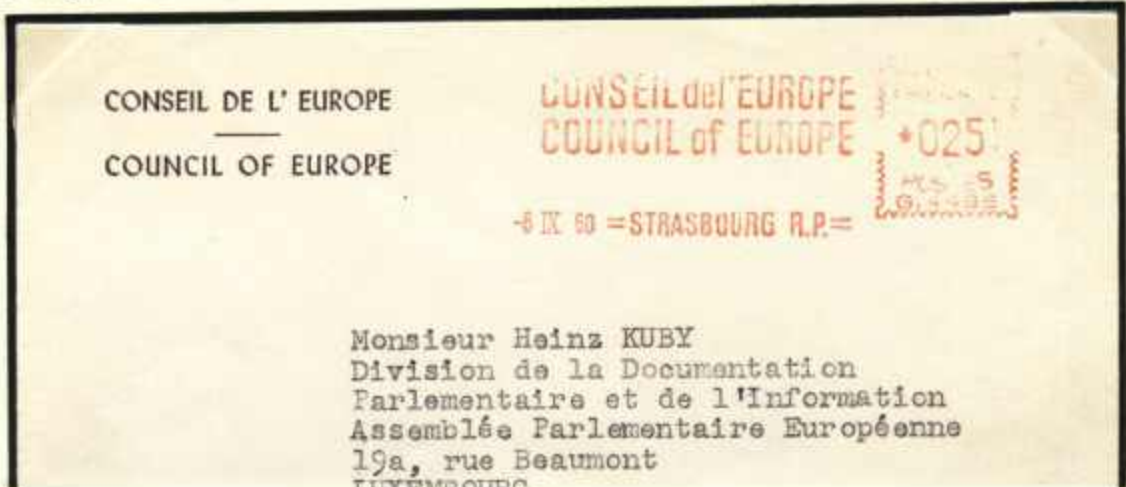 CONSEIL DE L' EUROPE
COUNCIL OF EUROPE
CONSEIL de l'EUROPE
COUNCIL of EUROPE
*025
-6 IX 60 =STRASBOURG R.P.=
Monsieur Heinz KUBY
Division de la Documentation
Parlementaire et de l'Information
Assemblée Parlementaire Européenne
19a, rue Beaumont
LUXEMBOURG